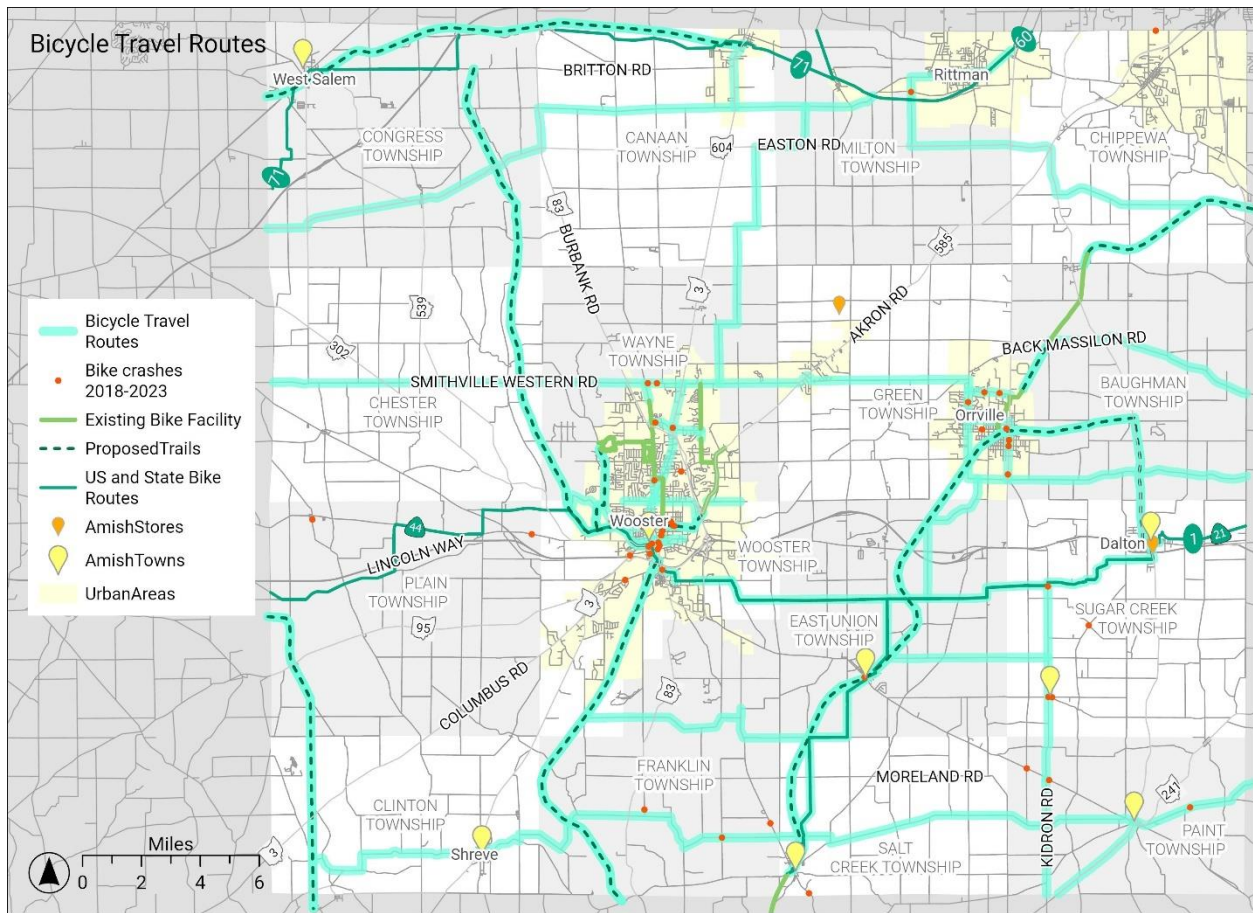 Bicycle Travel Routes
60
71
BRITTON RD
Rittman
West Salem
CONGRESS
TOWNSHIP
CANAAN
TOWNSHIP
604
EASTON RD
MILTON
TOWNSHIP
CHIPPEWA
TOWNSHIP
71
83
BURBANK RD
585
3
539
AKRON RD
302
WAYNE
TOWNSHIP
BACK MASSILON RD
SMITHVILLE WESTERN RD
CHESTER
TOWNSHIP
GREEN
TOWNSHIP
BAUGHMAN
TOWNSHIP
Orrville
Bicycle Travel
Routes
Bike crashes
2018-2023
Existing Bike Facility
ProposedTrails
US and State Bike
Routes
AmishStores
AmishTowns
UrbanAreas
44
Wooster
LINCOLN WAY
WOOSTER
TOWNSHIP
Dalton
1
21
PLAIN
TOWNSHIP
3
95
EAST UNION
TOWNSHIP
SUGAR CREEK
TOWNSHIP
COLUMBUS RD
83
FRANKLIN
TOWNSHIP
MORELAND RD
KIDRON RD
241
PAINT
TOWNSHIP
CLINTON
TOWNSHIP
Shreve
SALT
CREEK TOWNSHIP
3
Miles
0 2 4 6